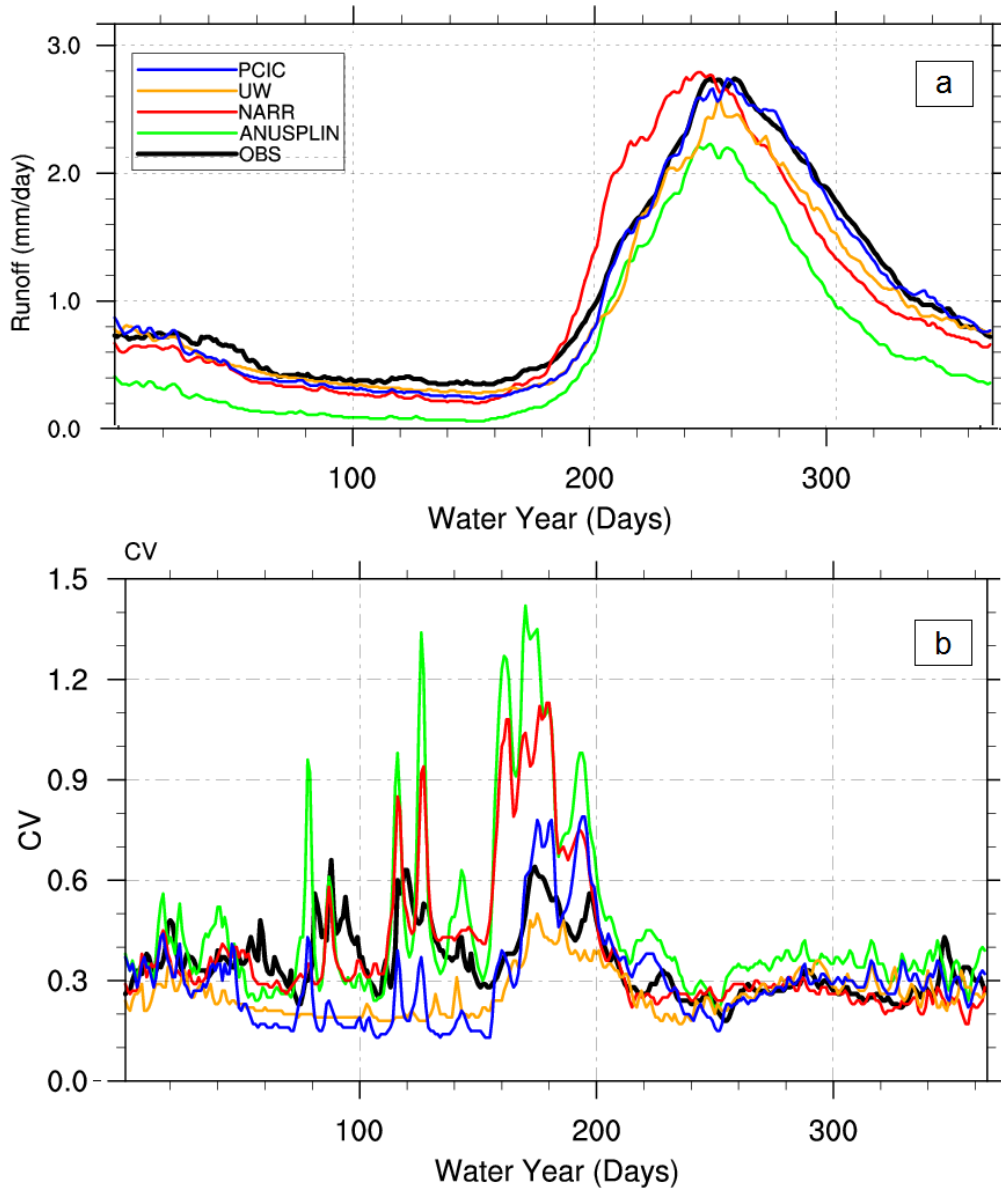 3.0
2.0
1.0
0.0
Runoff (mm/day)
PCIC
UW
NARR
ANUSPLIN
OBS
a
100
200
300
Water Year (Days)
CV
1.5
1.2
0.9
0.6
0.3
0.0
CV
b
100
200
300
Water Year (Days)